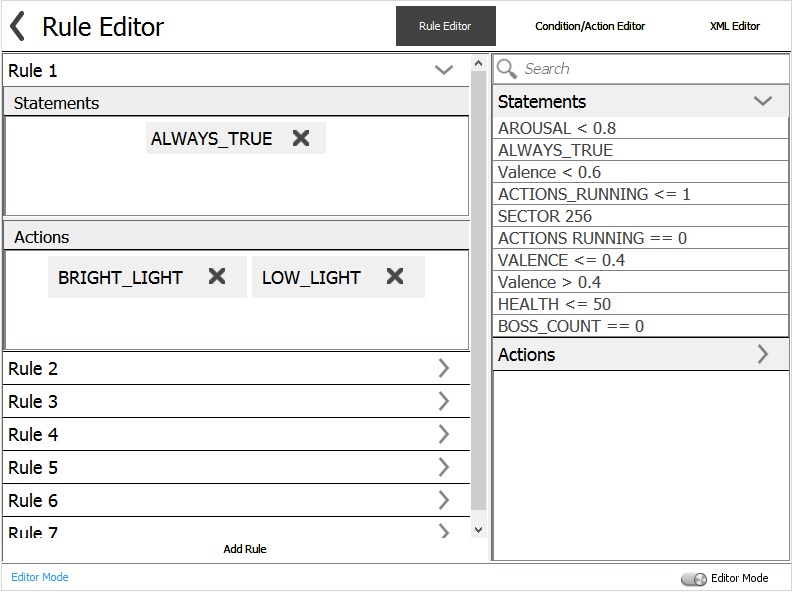 Rule Editor
Rule Editor
Condition/Action Editor
XML Editor
Rule 1
Statements
ALWAYS_TRUE
Actions
BRIGHT_LIGHT
LOW_LIGHT
Rule 2
Rule 3
Rule 4
Rule 5
Rule 6
Rule 7
Add Rule
Search
Statements
AROUSAL < 0.8
ALWAYS_TRUE
Valence < 0.6
ACTIONS_RUNNING <= 1
SECTOR 256
ACTIONS RUNNING == 0
VALENCE <= 0.4
Valence > 0.4
HEALTH <= 50
BOSS_COUNT == 0
Actions
Editor Mode
Editor Mode